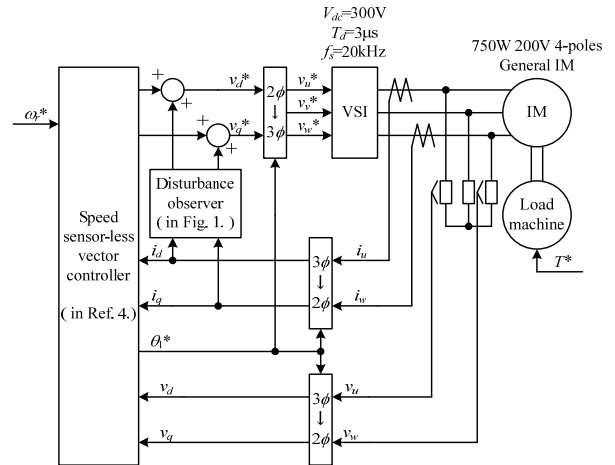 V_dc=300V
T_d=3μs
f_s=20kHz
750W 200V 4-poles
General IM
ω_r*
+
+
v_d*
v_q*
+
+
2ϕ
↓
3ϕ
v_u*
v_v*
v_w*
VSI
IM
Disturbance
observer
( in Fig. 1. )
Speed
sensor-less
vector
controller
( in Ref. 4.)
Load
machine
T*
i_d
i_q
3ϕ
↓
2ϕ
i_u
i_w
θ_1*
v_d
v_q
3ϕ
↓
2ϕ
v_u
v_w